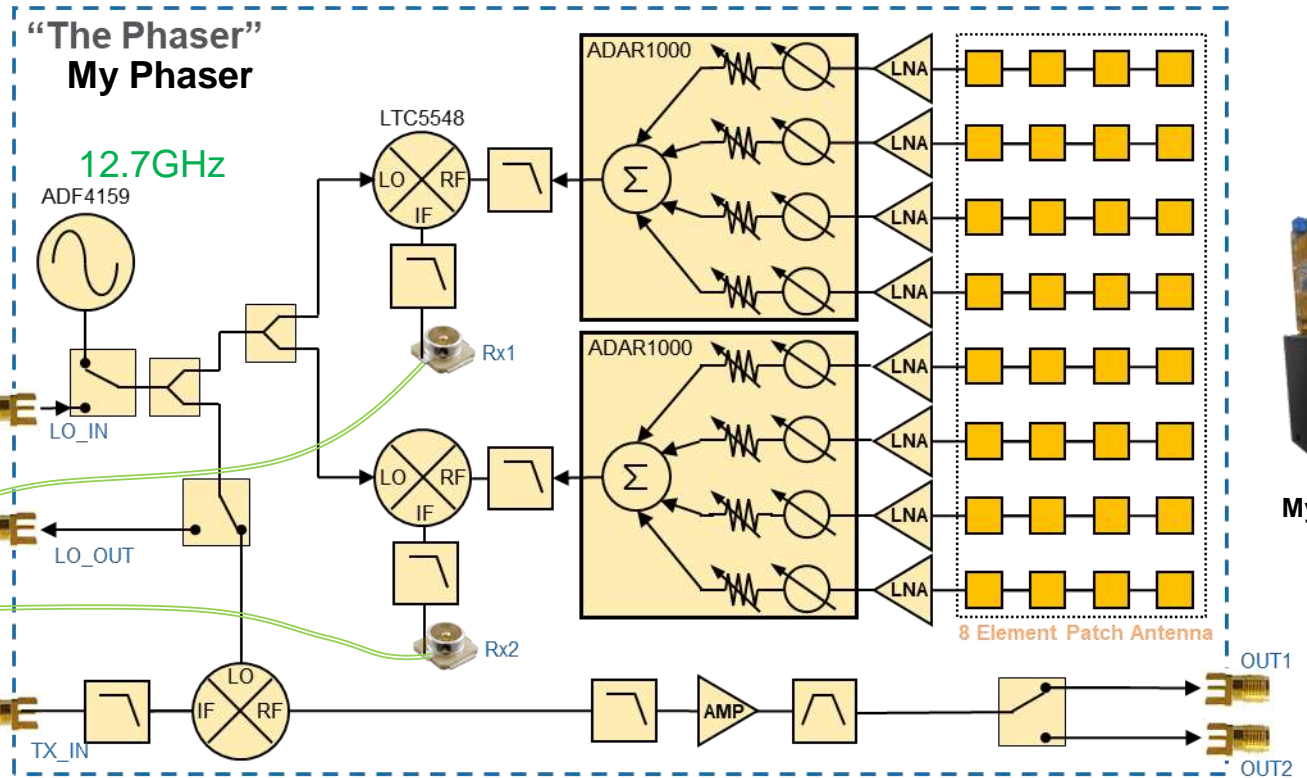 “The Phaser”
My Phaser
12.7GHz
ADF4159
LTC5548
LO RF
IF
Rx1
ADAR1000
Σ
LNA
LNA
LNA
LNA
ADAR1000
Σ
LNA
LNA
LNA
LNA
8 Element Patch Antenna
LO_IN
LO_OUT
LO RF
IF
Rx2
TX_IN
LO
IF RF
AMP
OUT1
OUT2
My